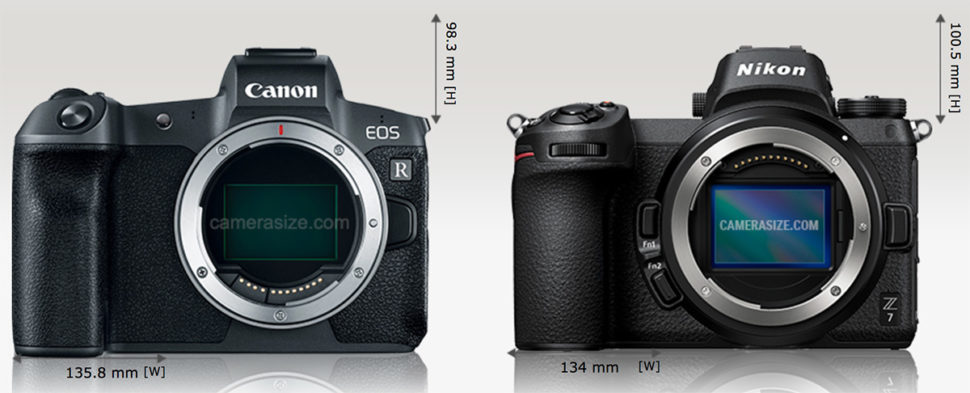 98.3 mm [H]
Canon
EOS
R
camerasize.com
135.8 mm [W]
100.5 mm [H]
Nikon
CAMERASIZE.COM
Fn1
Fn2
Z
7
134 mm [W]